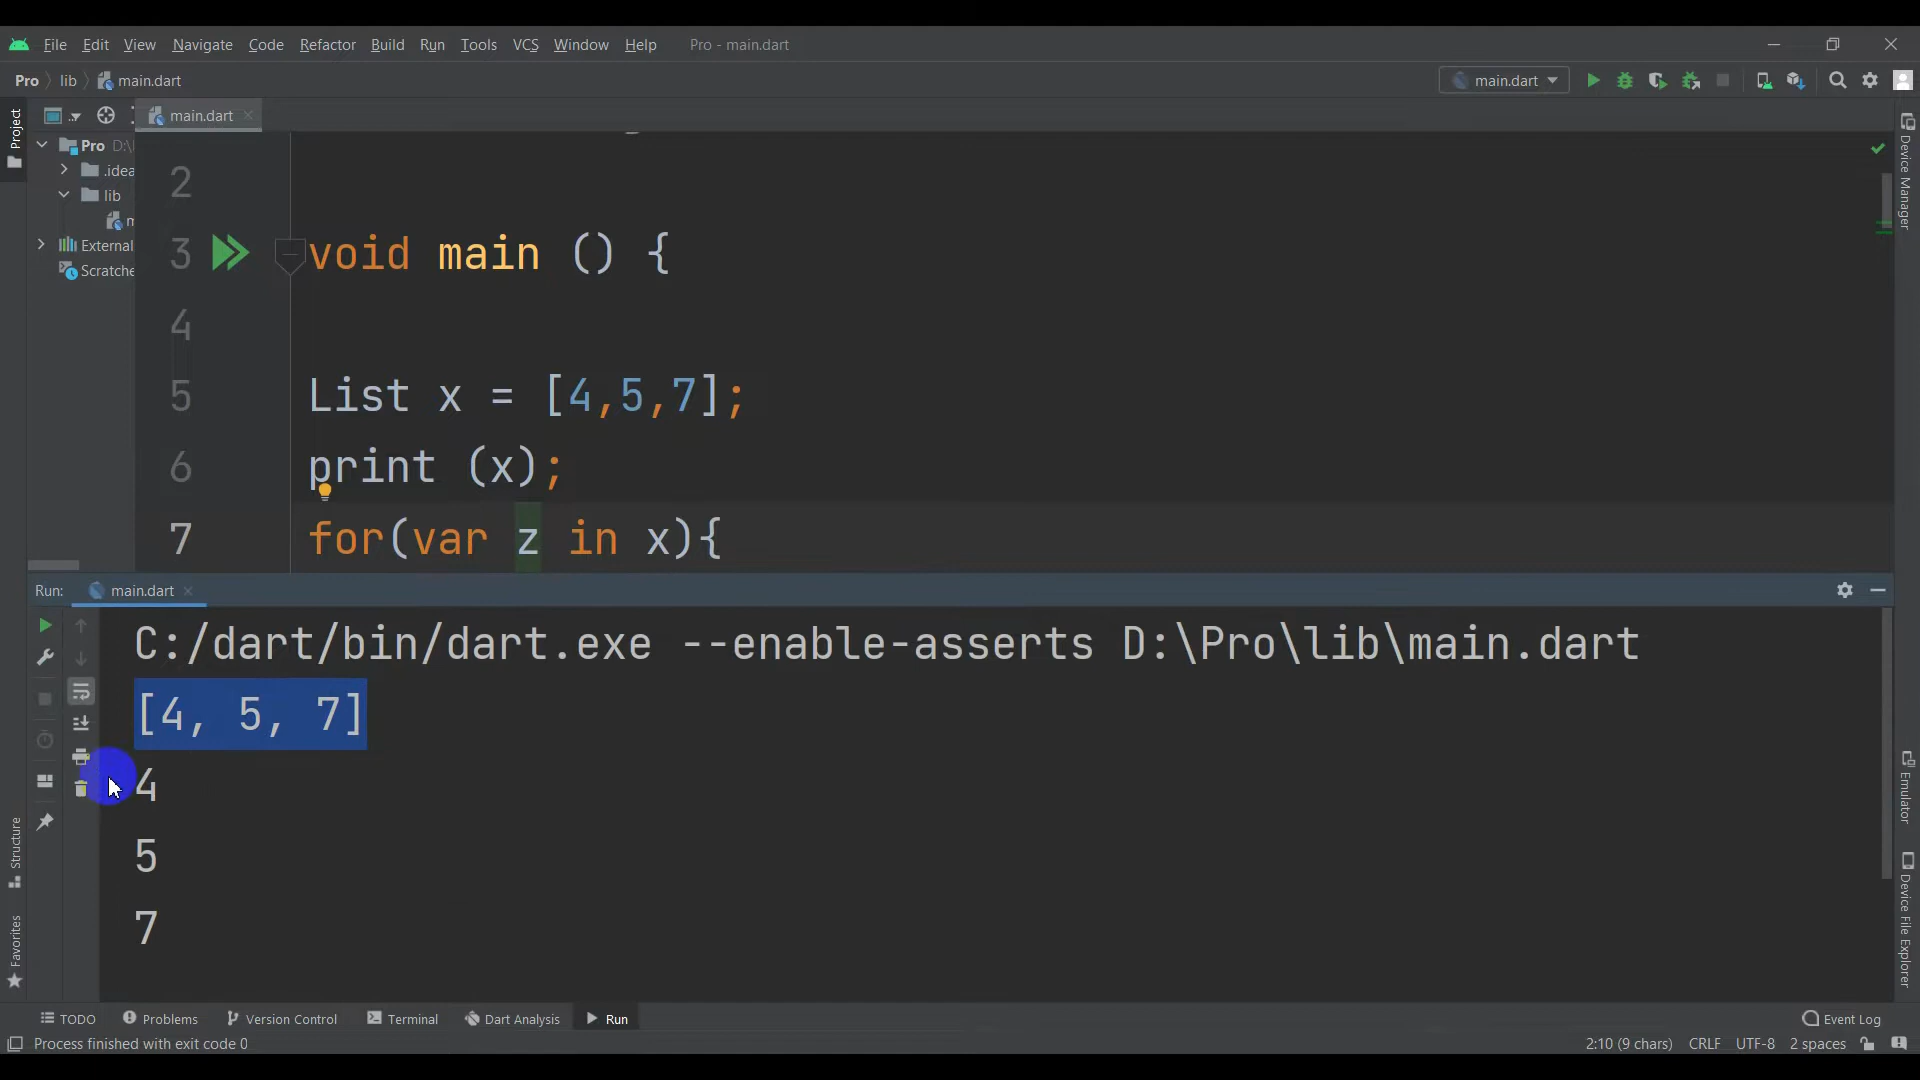 File Edit View Navigate Code Refactor Build Run Tools VCS Window Help Pro - main.dart
Pro lib main.dart main.dart
Project
main.dart
Pro D:\
.idea
lib
m
External
Scratche
2
3 void main () {
4
5 List x = [4,5,7];
6 print (x);
7 for(var z in x){
Device Manager
Run: main.dart
C:/dart/bin/dart.exe --enable-asserts D:\Pro\lib\main.dart
[4, 5, 7]
4
5
7
Structure
Favorites
Emulator
Device File Explorer
TODO Problems Version Control Terminal Dart Analysis Run Event Log
Process finished with exit code 0 2:10 (9 chars) CRLF UTF-8 2 spaces